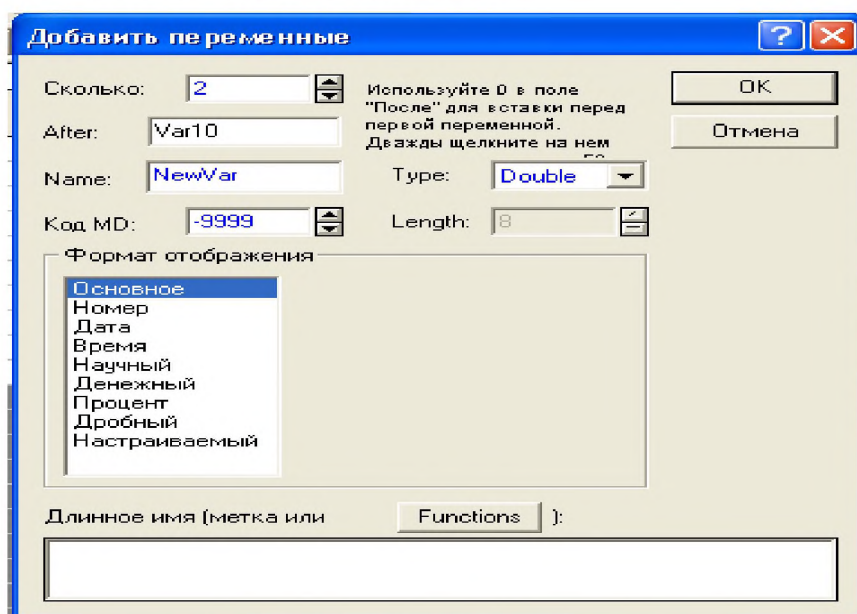 Добавить переменные
Сколько: 2
Используйте 0 в поле
"После" для вставки перед
первой переменной.
Дважды щелкните на нем
OK
Отмена
After: Var10
Name: NewVar
Type: Double
Код MD: -9999
Length: 8
Формат отображения
Основное
Номер
Дата
Время
Научный
Денежный
Процент
Дробный
Настраиваемый
Длинное имя (метка или Functions ):